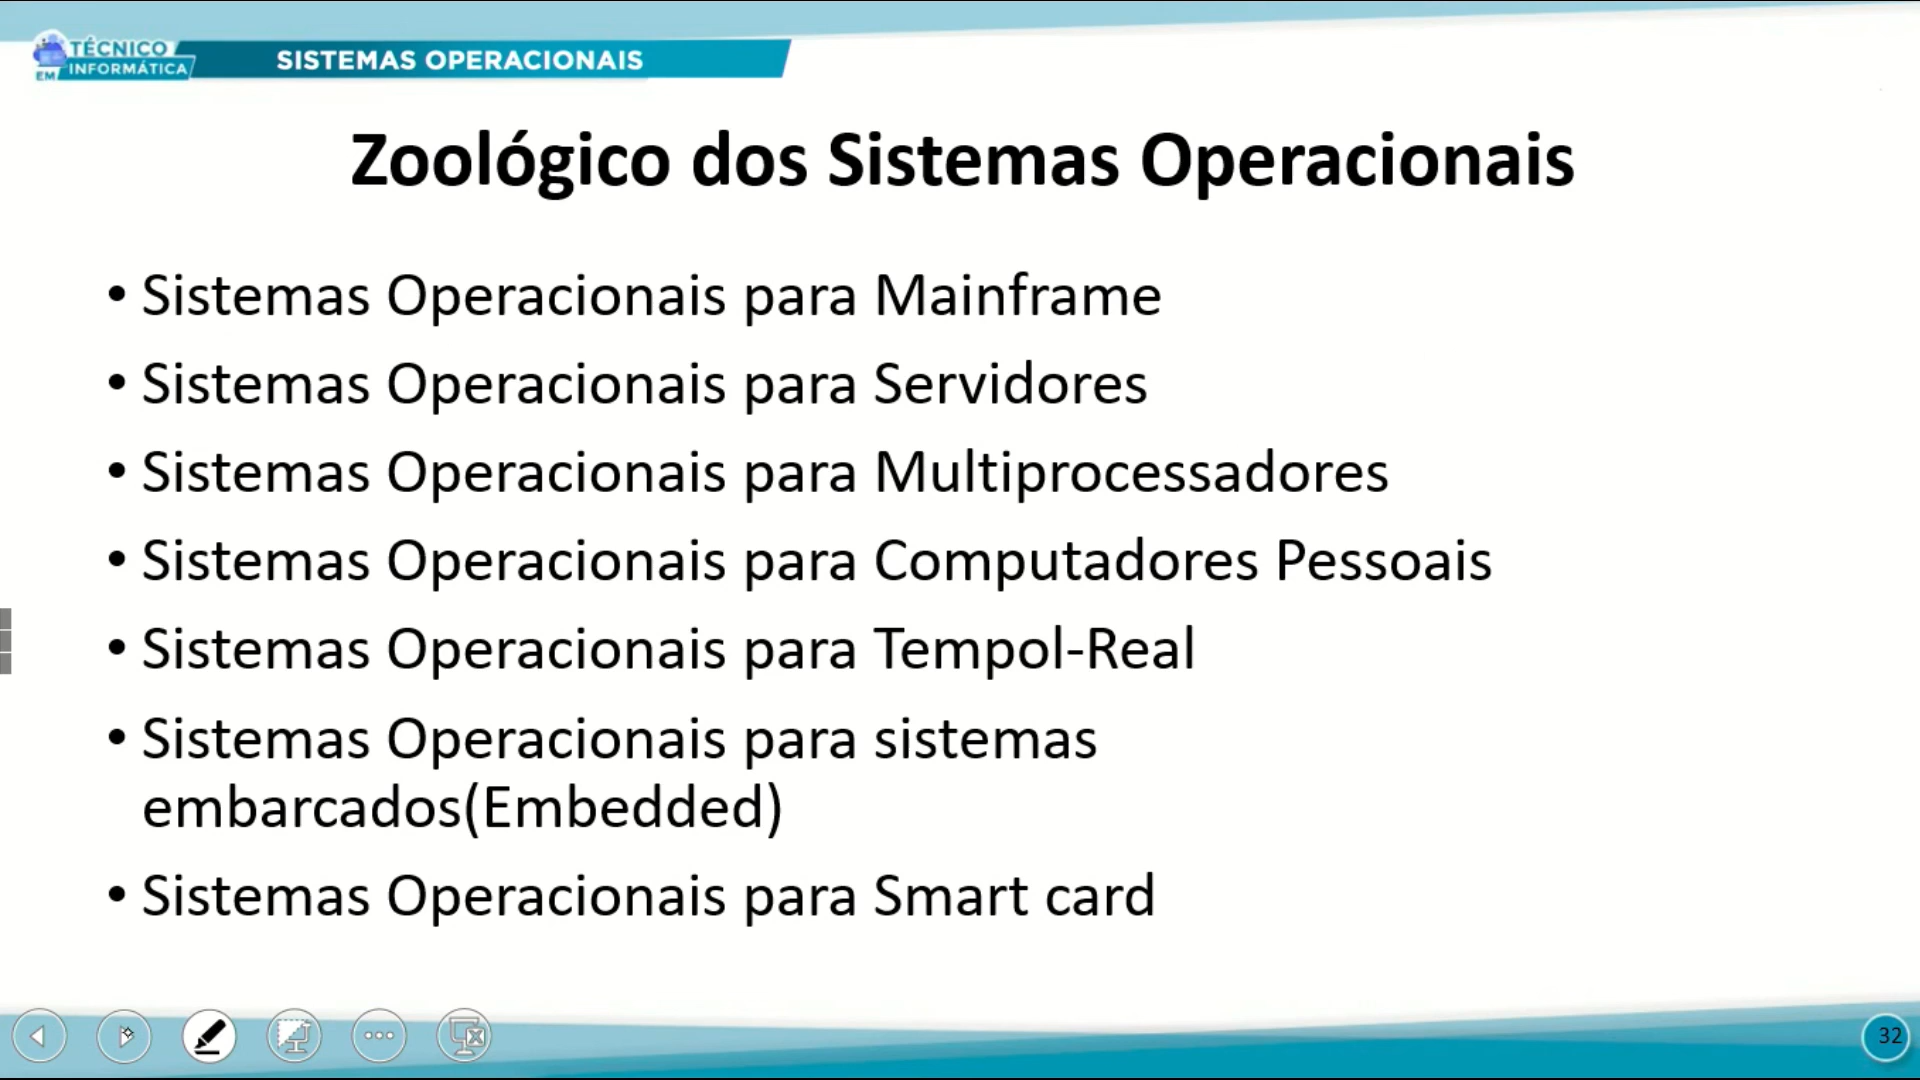 TÉCNICO
EM INFORMÁTICA
SISTEMAS OPERACIONAIS
Zoológico dos Sistemas Operacionais
• Sistemas Operacionais para Mainframe
• Sistemas Operacionais para Servidores
• Sistemas Operacionais para Multiprocessadores
• Sistemas Operacionais para Computadores Pessoais
• Sistemas Operacionais para Tempol-Real
• Sistemas Operacionais para sistemas
embarcados(Embedded)
• Sistemas Operacionais para Smart card
32